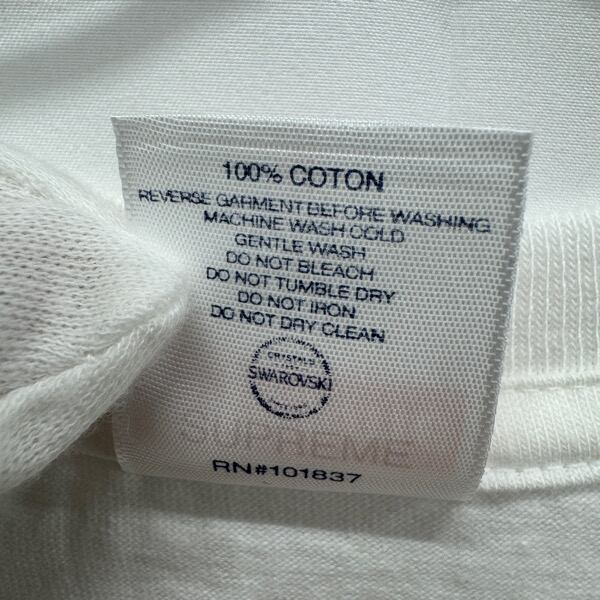 100% COTON
REVERSE GARMENT BEFORE WASHING
MACHINE WASH COLD
GENTLE WASH
DO NOT BLEACH
DO NOT TUMBLE DRY
DO NOT IRON
DO NOT DRY CLEAN
CRYSTALS
SWAROVSKI
SUPREME
RN#101837